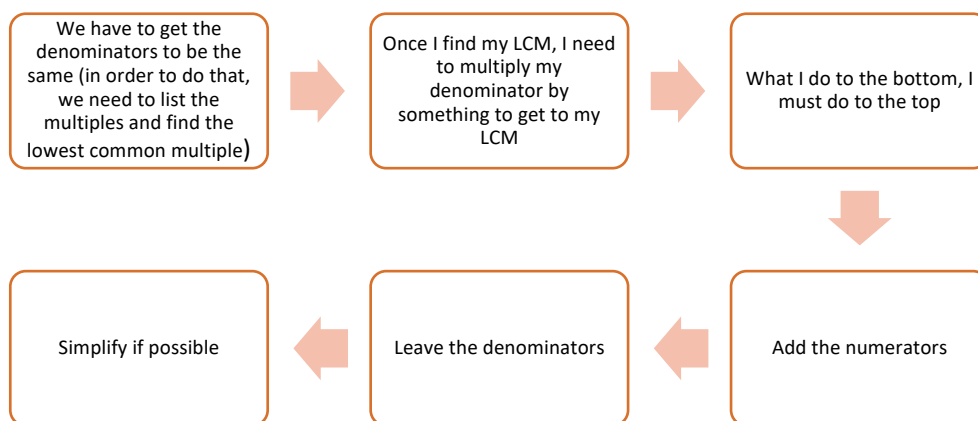 We have to get the
denominators to be the
same (in order to do that,
we need to list the
multiples and find the
lowest common multiple)
Once I find my LCM, I need
to multiply my
denominator by
something to get to my
LCM
What I do to the bottom, I
must do to the top
Add the numerators
Leave the denominators
Simplify if possible